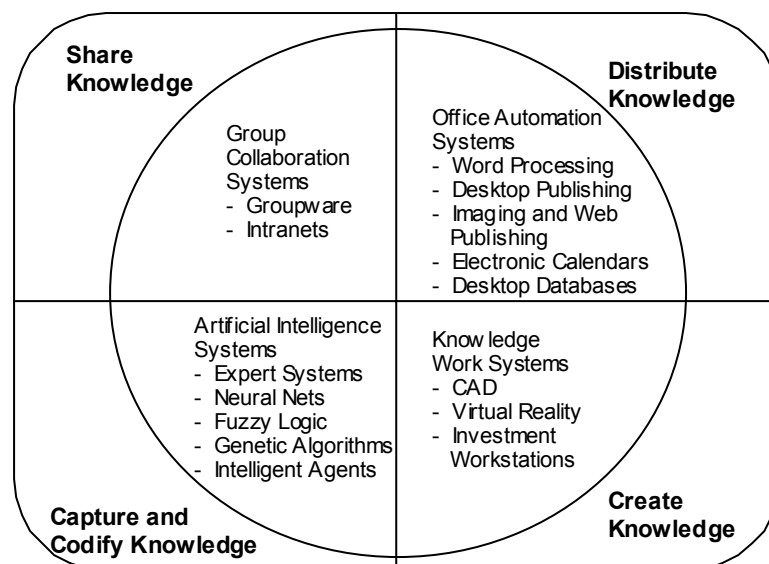 Share
Knowledge
Group
Collaboration
Systems
- Groupware
- Intranets
Distribute
Knowledge
Office Automation
Systems
- Word Processing
- Desktop Publishing
- Imaging and Web
Publishing
- Electronic Calendars
- Desktop Databases
Artificial Intelligence
Systems
- Expert Systems
- Neural Nets
- Fuzzy Logic
- Genetic Algorithms
- Intelligent Agents
Capture and
Codify Knowledge
Knowledge
Work Systems
- CAD
- Virtual Reality
- Investment
Workstations
Create
Knowledge